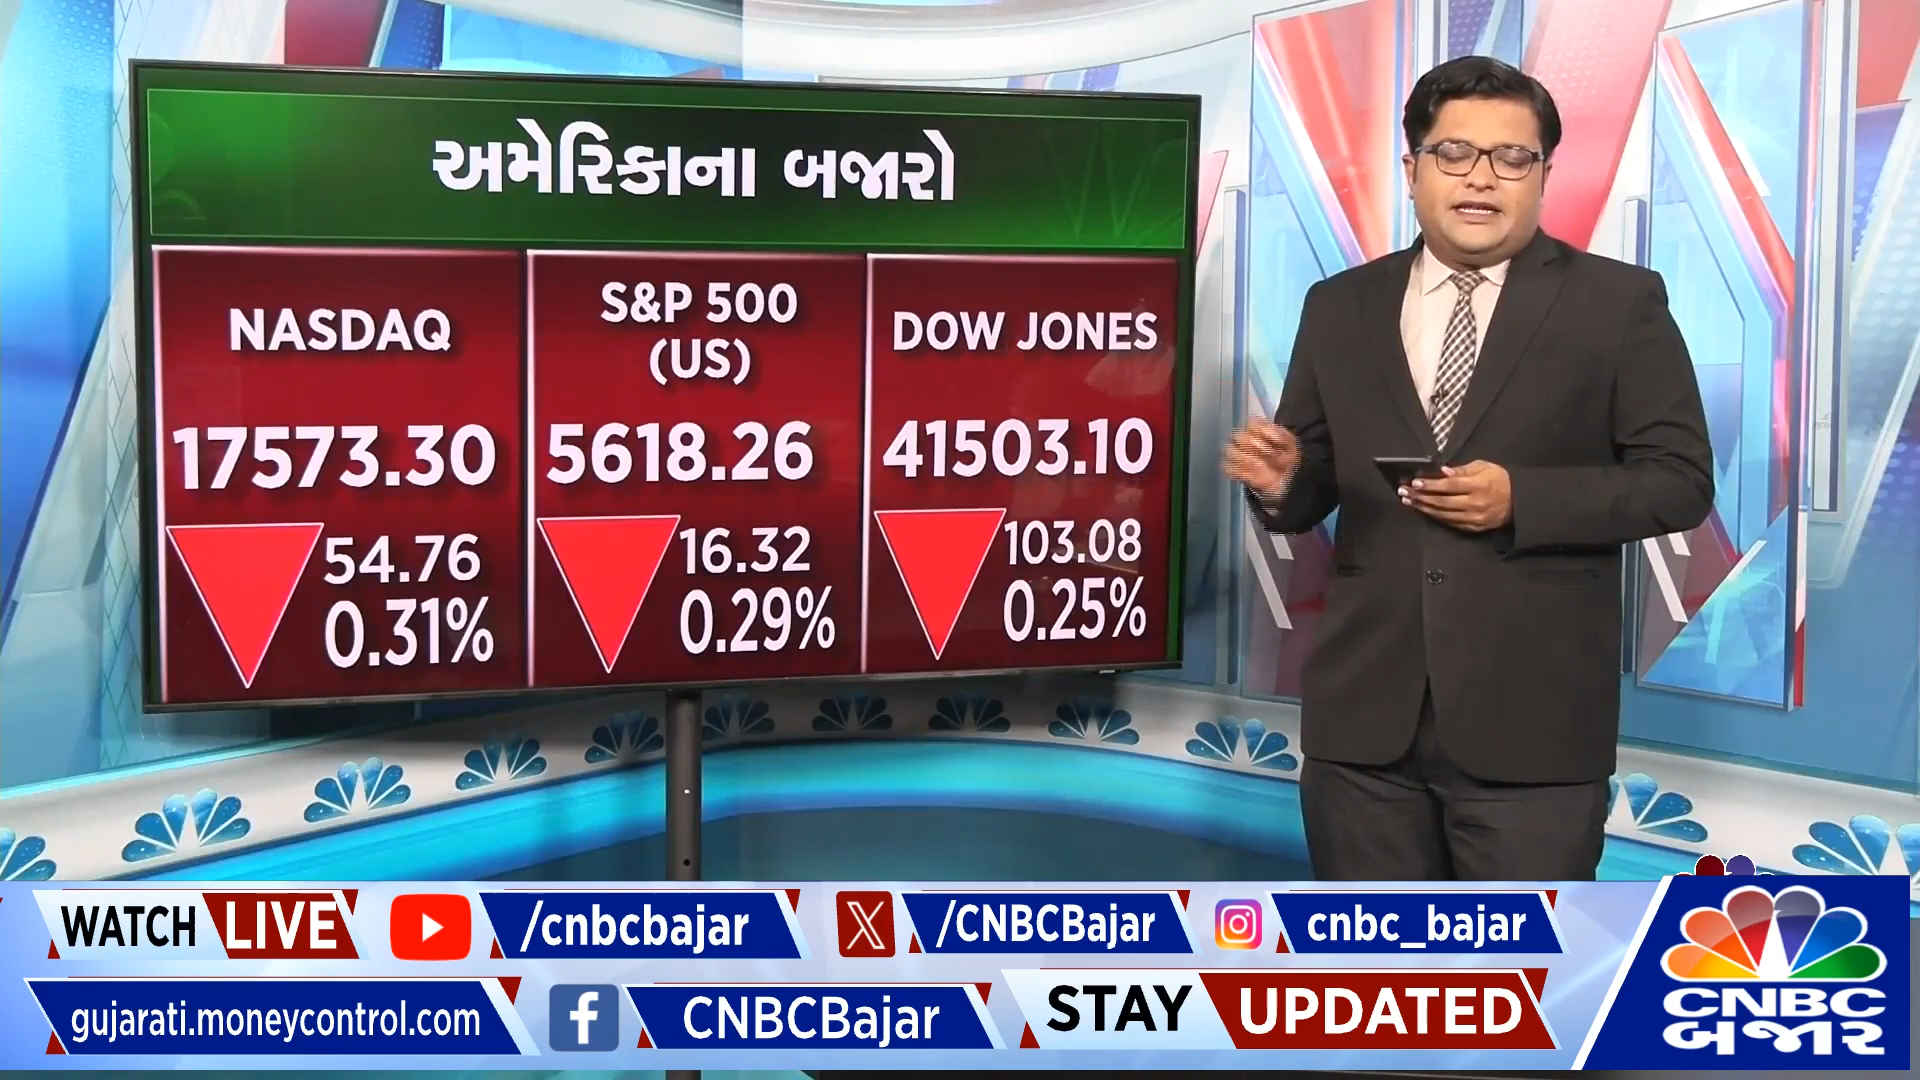 અમેરિકાના બજારો
NASDAQ
17573.30
54.76
0.31%
S&P 500
(US)
5618.26
16.32
0.29%
DOW JONES
41503.10
103.08
0.25%
WATCH LIVE
/cnbcbajar
/CNBCBajar
cnbc_bajar
gujarati.moneycontrol.com
CNBCBajar
STAY UPDATED
CNBC
બજાર